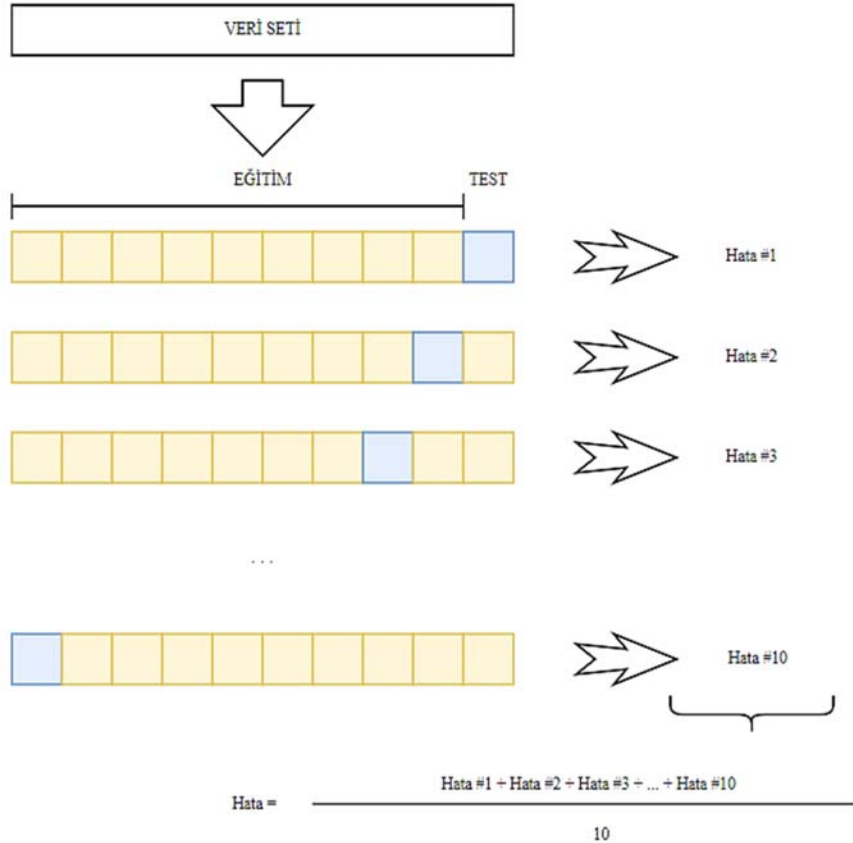 VERİ SETİ
EĞİTİM TEST
Hata #1
Hata #2
Hata #3
...
Hata #10
Hata #1 + Hata #2 + Hata #3 + ... + Hata #10
Hata =
10